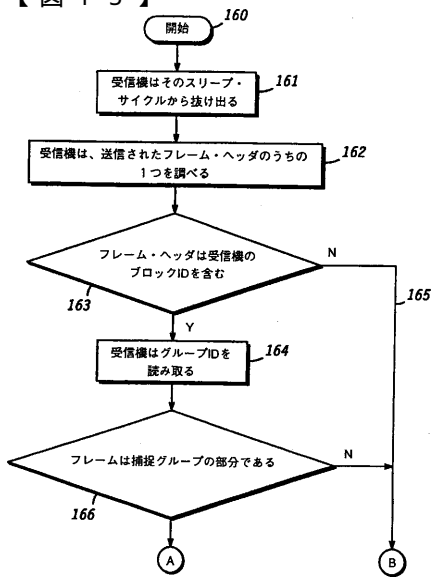 【図13】
開始
160
受信機はそのスリープ・
サイクルから抜け出る
161
受信機は、送信されたフレーム・ヘッダのうちの
1つを調べる
162
フレーム・ヘッダは受信機の
ブロックIDを含む
N
163
165
Y
受信機はグループIDを
読み取る
164
フレームは捕捉グループの部分である
N
166
A
B